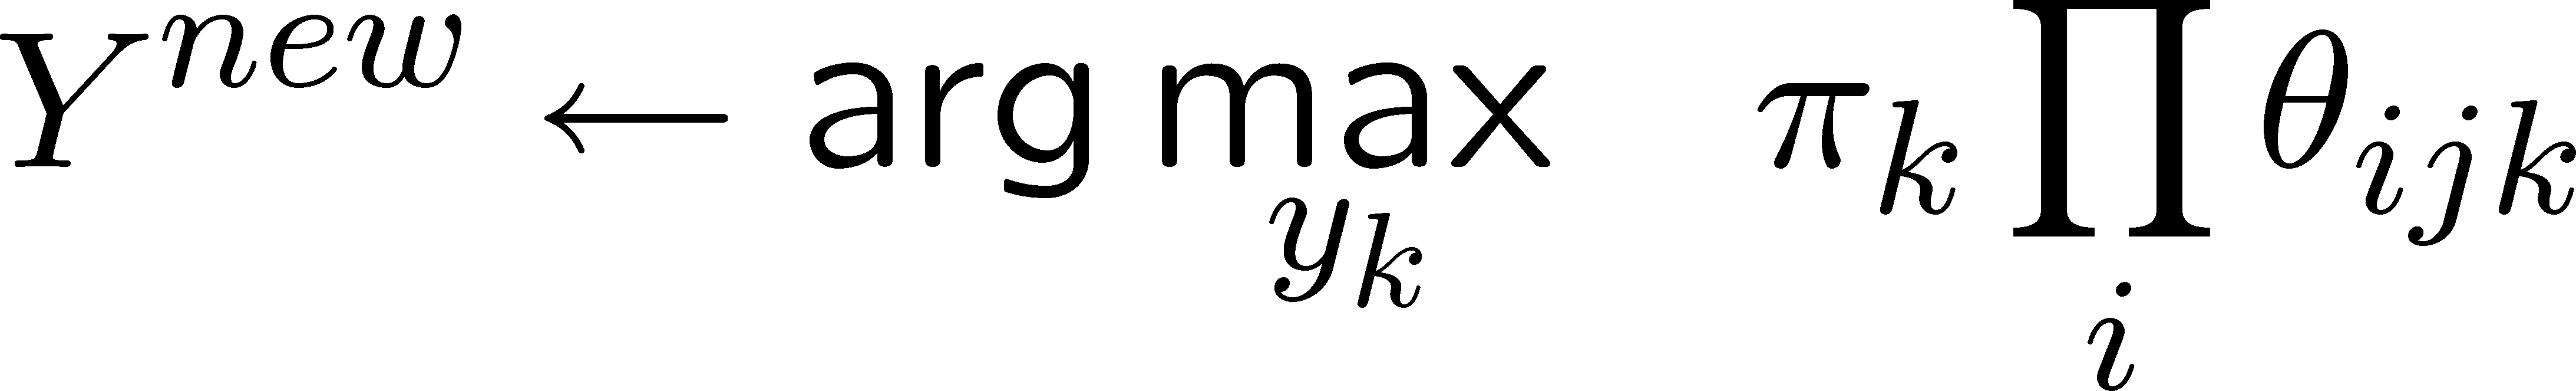 Y^{new} ← arg max_{y_k} π_k ∏_i θ_{ijk}